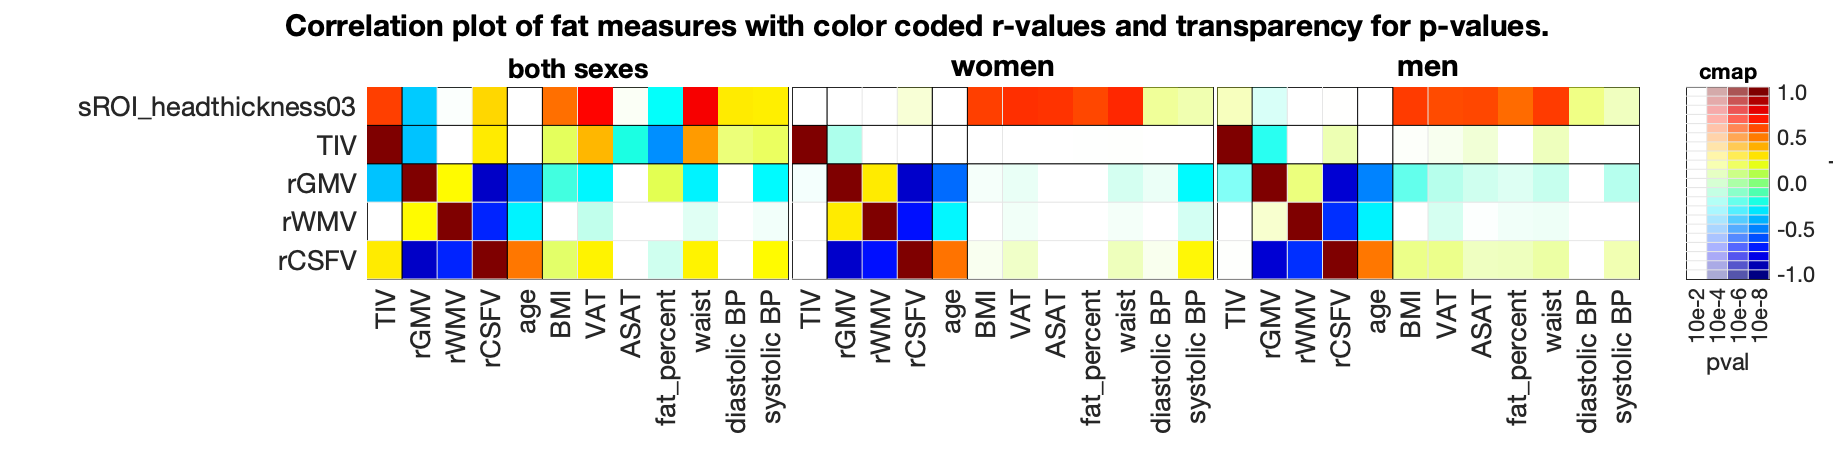 Correlation plot of fat measures with color coded r-values and transparency for p-values.
both sexes
women
men
cmap
sROI_headthickness03
TIV
rGMV
rWMV
rCSFV
TIV
rGMV
rWMV
rCSFV
age
BMI
VAT
ASAT
fat_percent
waist
diastolic BP
systolic BP
TIV
rGMV
rWMV
rCSFV
age
BMI
VAT
ASAT
fat_percent
waist
diastolic BP
systolic BP
TIV
rGMV
rWMV
rCSFV
age
BMI
VAT
ASAT
fat_percent
waist
diastolic BP
systolic BP
1.0
0.5
0.0
-0.5
-1.0
10e-2
10e-4
10e-6
10e-8
pval